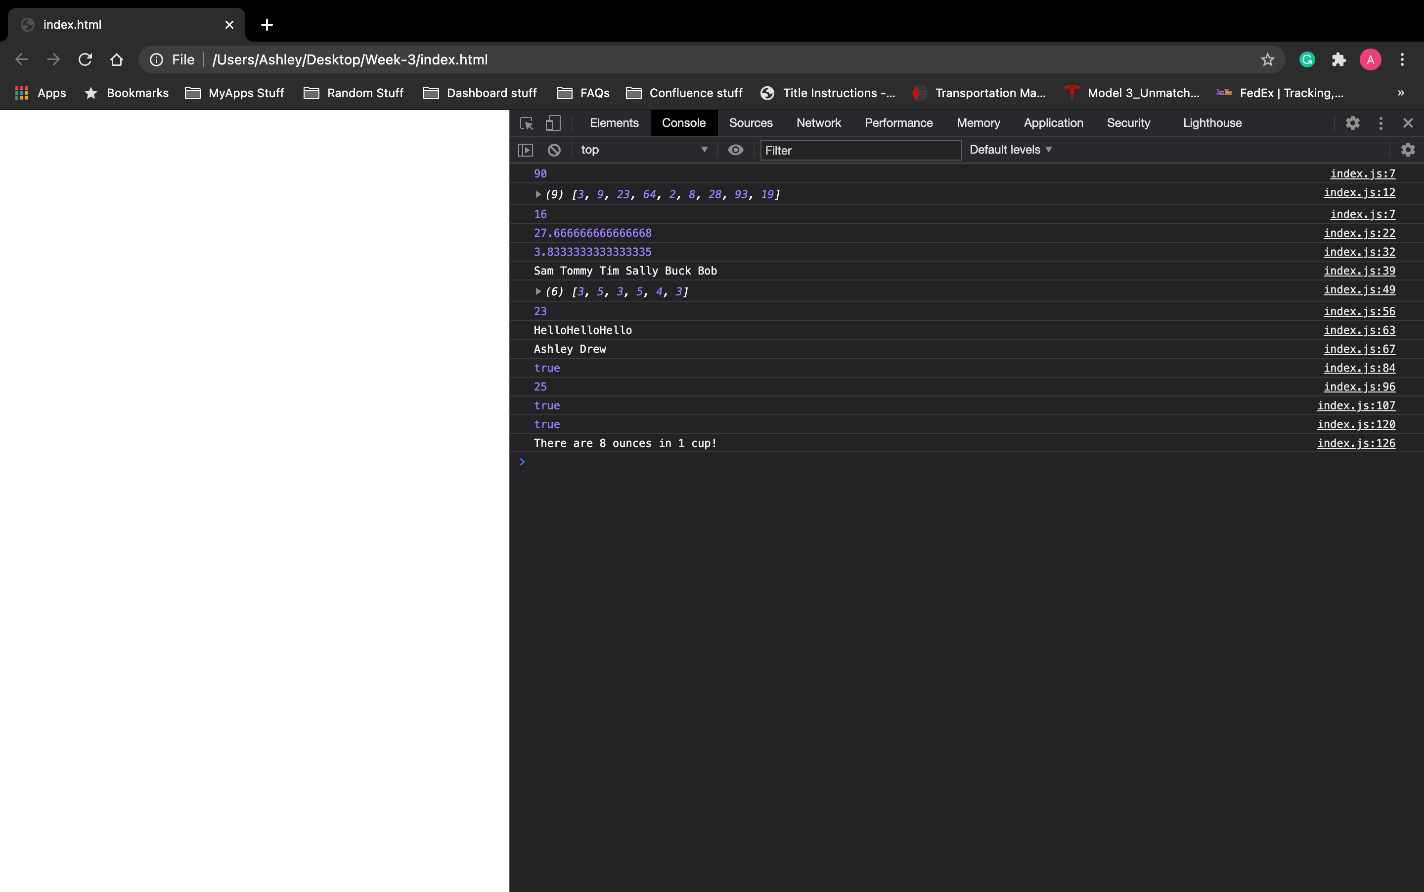 index.html
File /Users/Ashley/Desktop/Week-3/index.html A
Apps Bookmarks MyApps Stuff Random Stuff Dashboard stuff FAQs Confluence stuff Title Instructions -... Transportation Ma... Model 3_Unmatch... FedEx | Tracking,... »
Elements Console Sources Network Performance Memory Application Security Lighthouse
top Filter Default levels
90 index.js:7
(9) [3, 9, 23, 64, 2, 8, 28, 93, 19] index.js:12
16 index.js:7
27.666666666666668 index.js:22
3.8333333333333335 index.js:32
Sam Tommy Tim Sally Buck Bob index.js:39
(6) [3, 5, 3, 5, 4, 3] index.js:49
23 index.js:56
HelloHelloHello index.js:63
Ashley Drew index.js:67
true index.js:84
25 index.js:96
true index.js:107
true index.js:120
There are 8 ounces in 1 cup! index.js:126